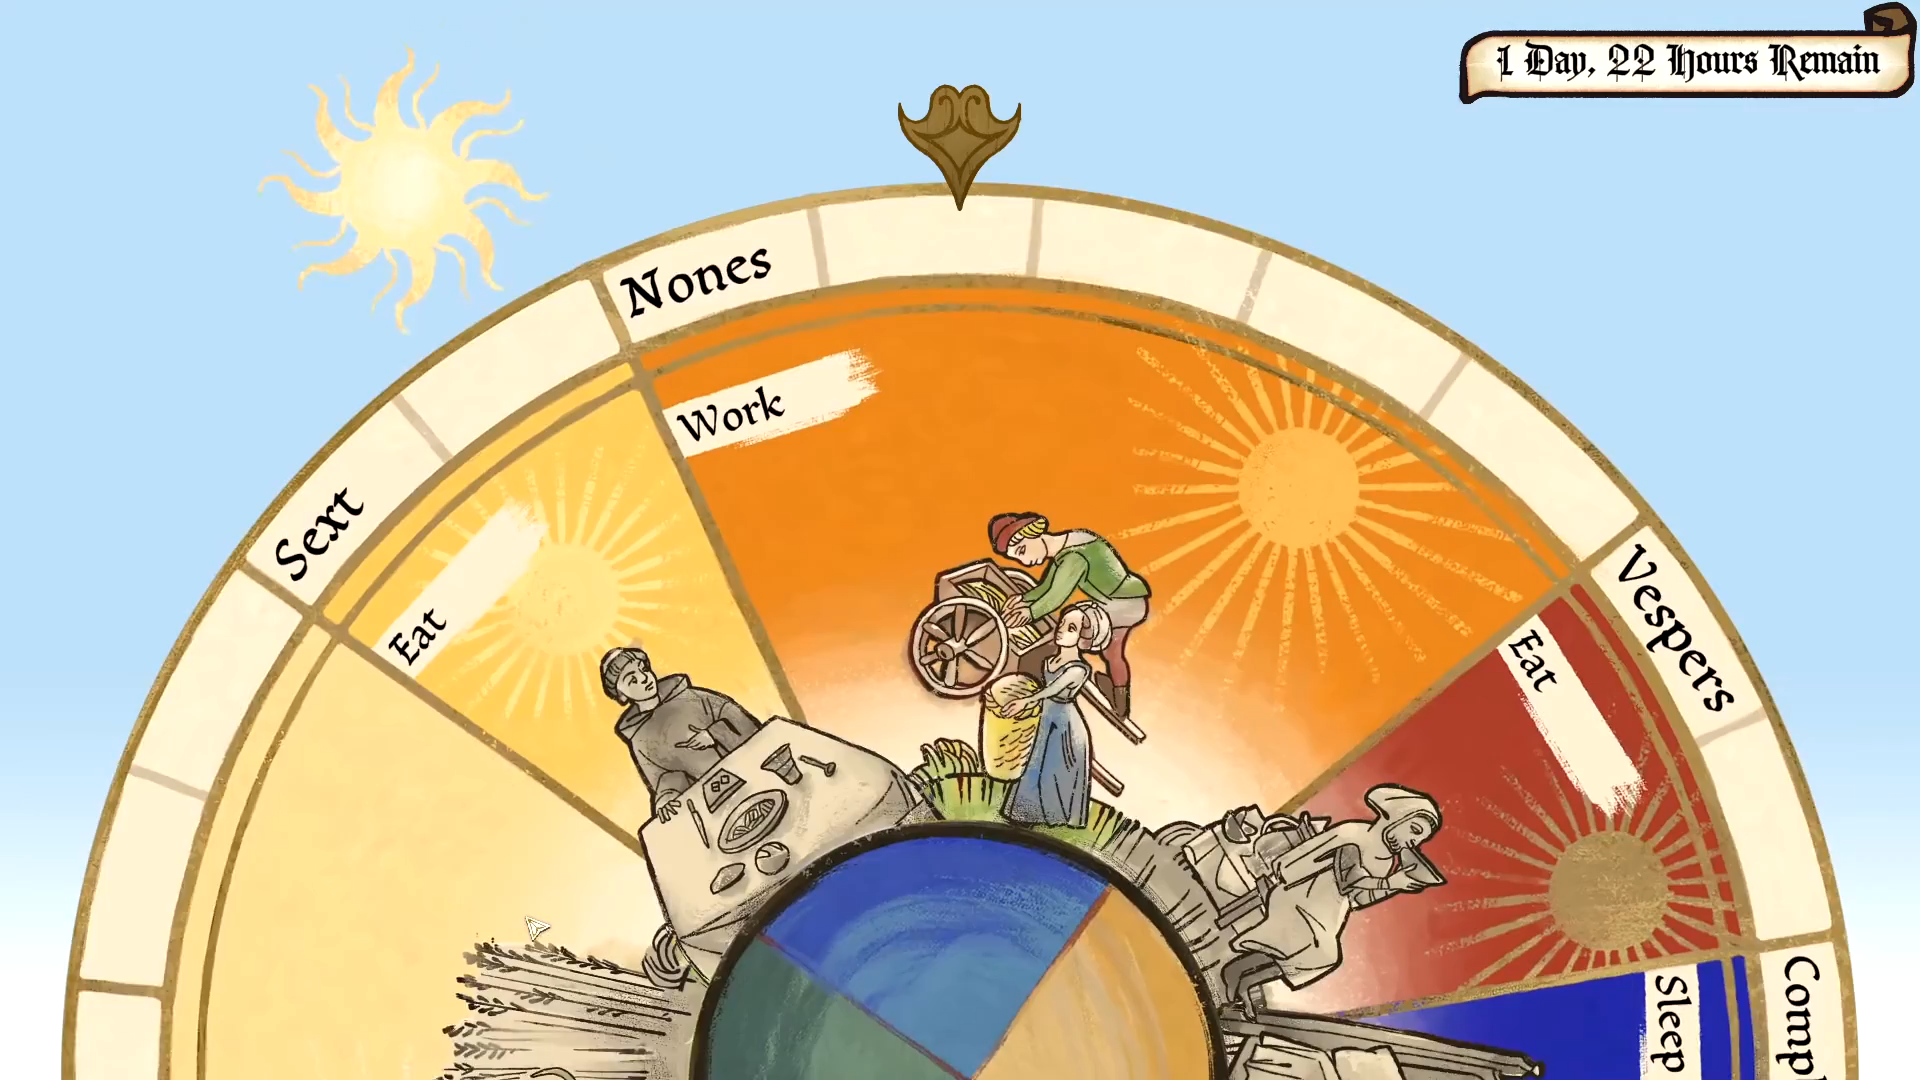 1 Day, 22 Hours Remain
Nones
Work
Sext
Eat
Vespers
Eat
Sleep